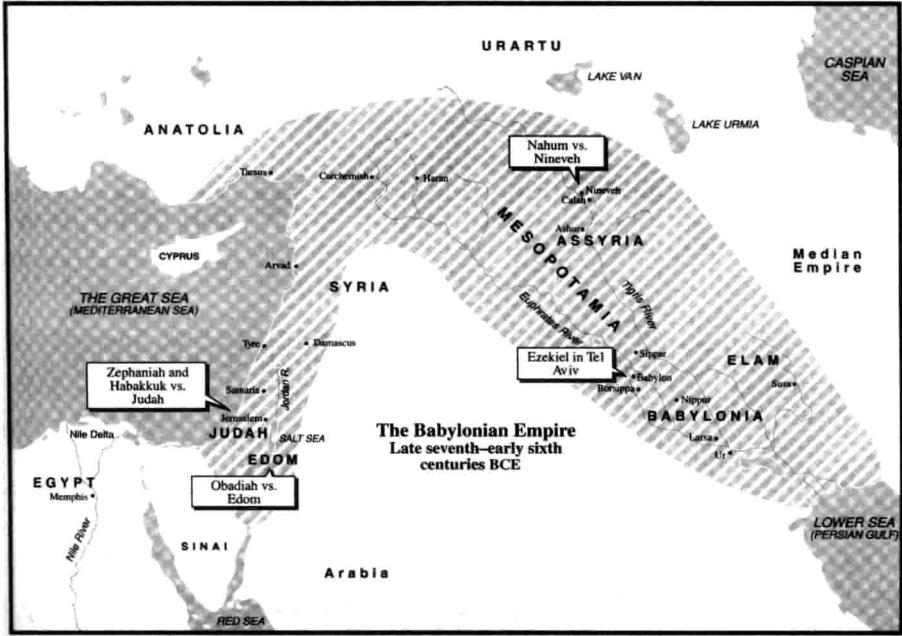 URARTU
CASPIAN
SEA
LAKE VAN
LAKE URMIA
ANATOLIA
Nahum vs.
Nineveh
Tarsus
Carchemish
Haran
Nineveh
Calah
Ashur
ASSYRIA
MESOPOTAMIA
CYPRUS
Arvad
Median
Empire
SYRIA
THE GREAT SEA
(MEDITERRANEAN SEA)
Tigris River
Euphrates River
Tyre
Damascus
Sippar
ELAM
Ezekiel in Tel
Aviv
Zephaniah and
Habakkuk vs.
Judah
Babylon
Susa
Samaria
Jordan R.
Borsippa
Nippur
BABYLONIA
Jerusalem
JUDAH
SALT SEA
The Babylonian Empire
Late seventh–early sixth
centuries BCE
Nile Delta
Larsa
Ur
EDOM
EGYPT
Memphis
Obadiah vs.
Edom
Nile River
LOWER SEA
(PERSIAN GULF)
SINAI
Arabia
RED SEA